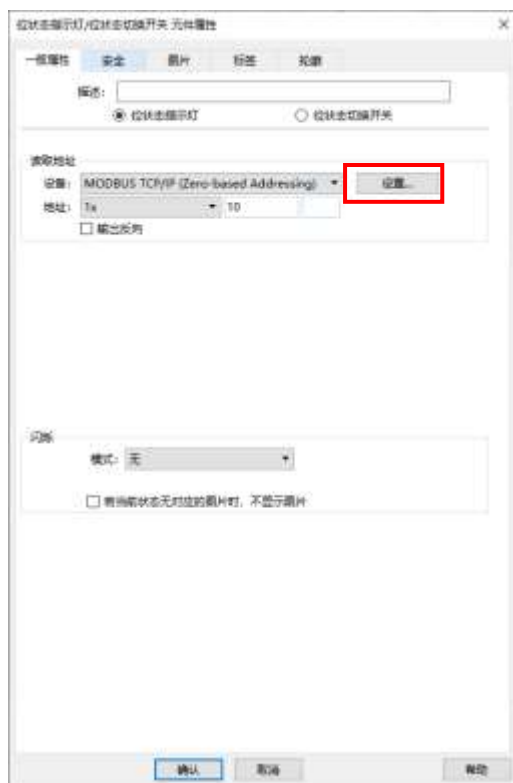 位状态指示灯/位状态切换开关 元件属性
一般属性 安全 图片 标签 轮廓
描述:
位状态指示灯 位状态切换开关
读取地址
设备: MODBUS TCP/IP (Zero-based Addressing) 设置...
地址: 1x 10
输出反向
闪烁
模式: 无
若当前状态无对应的图片时，不显示图片
确认 取消 帮助